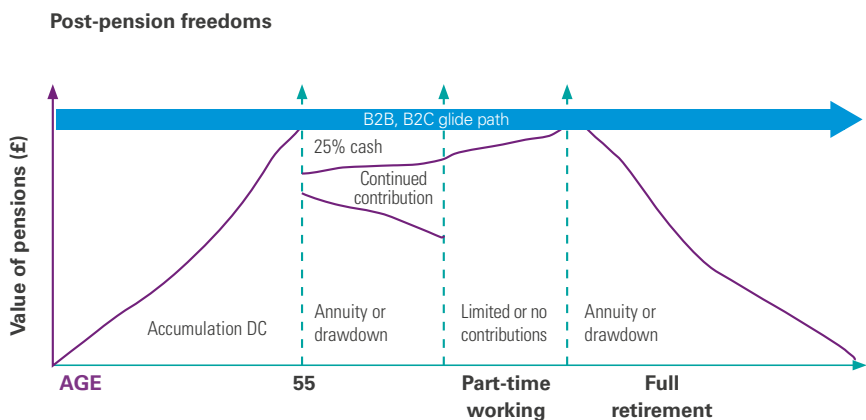 Post-pension freedoms
Value of pensions (£)
B2B, B2C glide path
25% cash
Continued
contribution
Accumulation DC
Annuity or
drawdown
Limited or no
contributions
Annuity or
drawdown
AGE
55
Part-time
working
Full
retirement